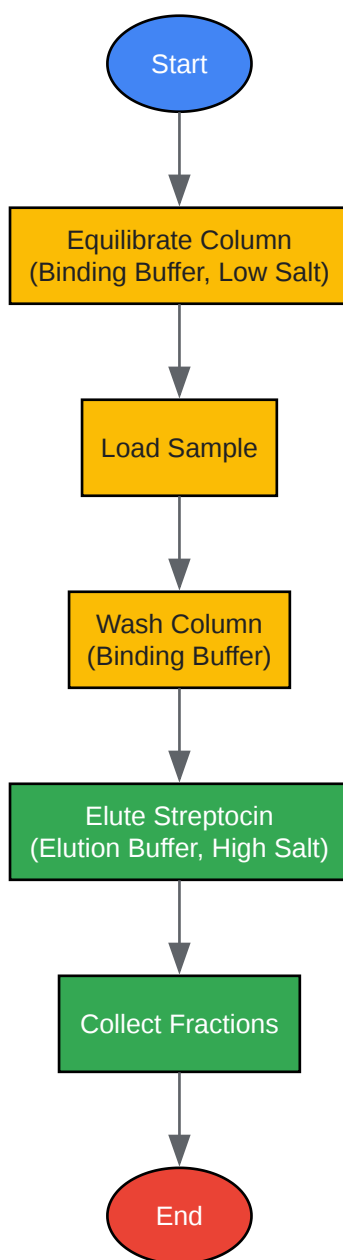 Start
Equilibrate Column
(Binding Buffer, Low Salt)
Load Sample
Wash Column
(Binding Buffer)
Elute Streptocin
(Elution Buffer, High Salt)
Collect Fractions
End